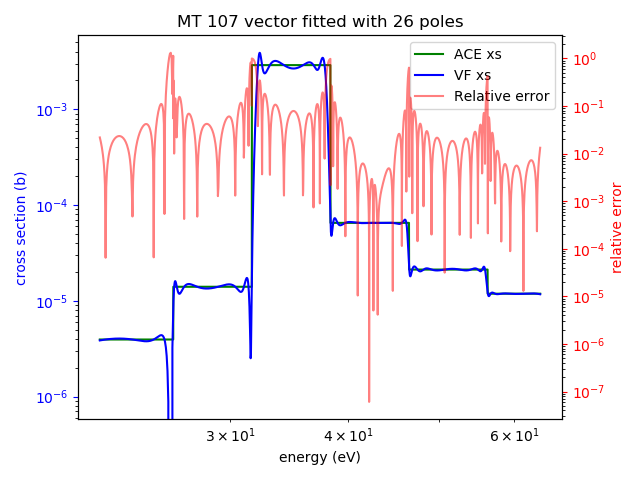 MT 107 vector fitted with 26 poles
ACE xs
VF xs
Relative error
cross section (b)
10⁻³
10⁻⁴
10⁻⁵
10⁻⁶
relative error
10⁰
10⁻¹
10⁻²
10⁻³
10⁻⁴
10⁻⁵
10⁻⁶
10⁻⁷
3 × 10¹
4 × 10¹
6 × 10¹
energy (eV)